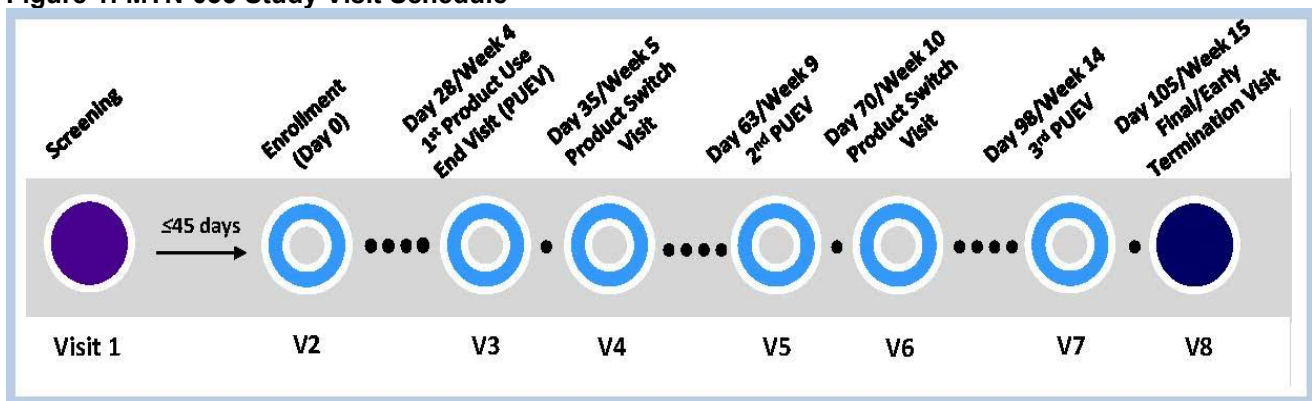 Figure Study Visit Schedule
Screening
Enrollment
(Day 0)
Day 28/Week 4
1st Product Use
End Visit (PUEV)
Day 35/Week 5
Product Switch
Visit
Day 63/Week 9
2nd PUEV
Day 70/Week 10
Product Switch
Visit
Day 98/Week 14
3rd PUEV
Day 105/Week 15
Final/Early
Termination Visit
≤45 days
Visit 1
V2
V3
V4
V5
V6
V7
V8